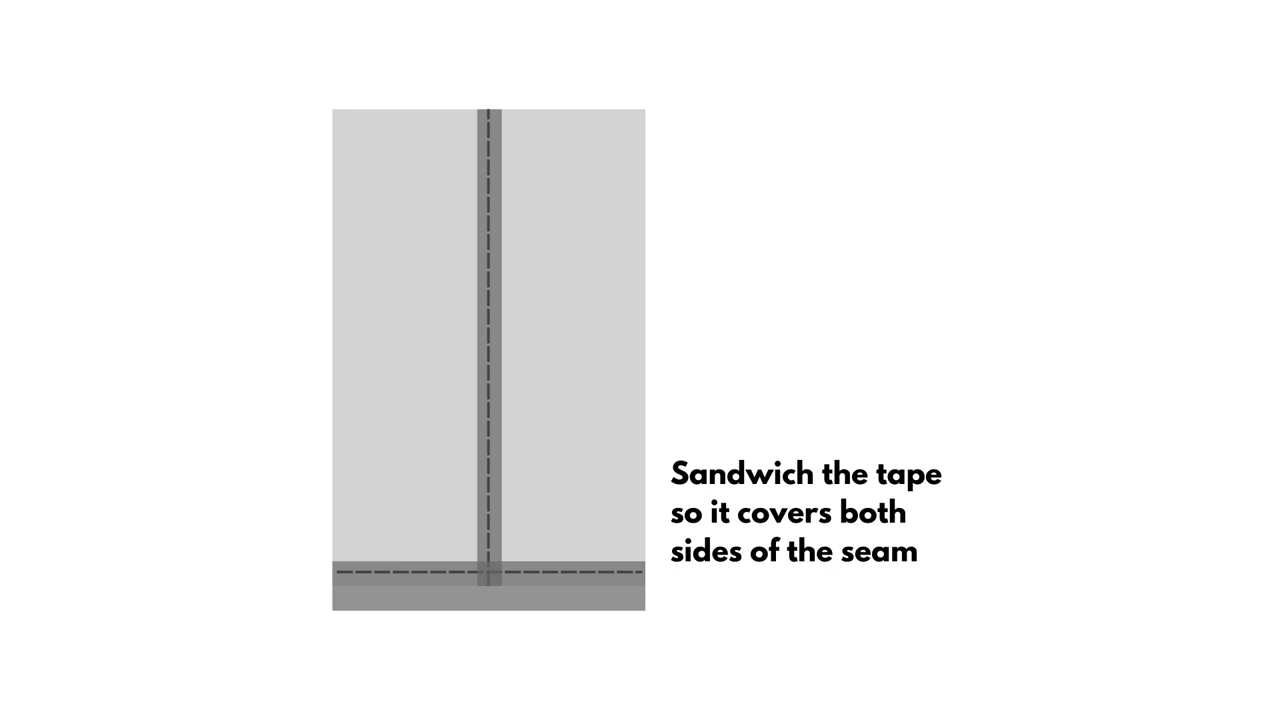 Sandwich the tape
so it covers both
sides of the seam